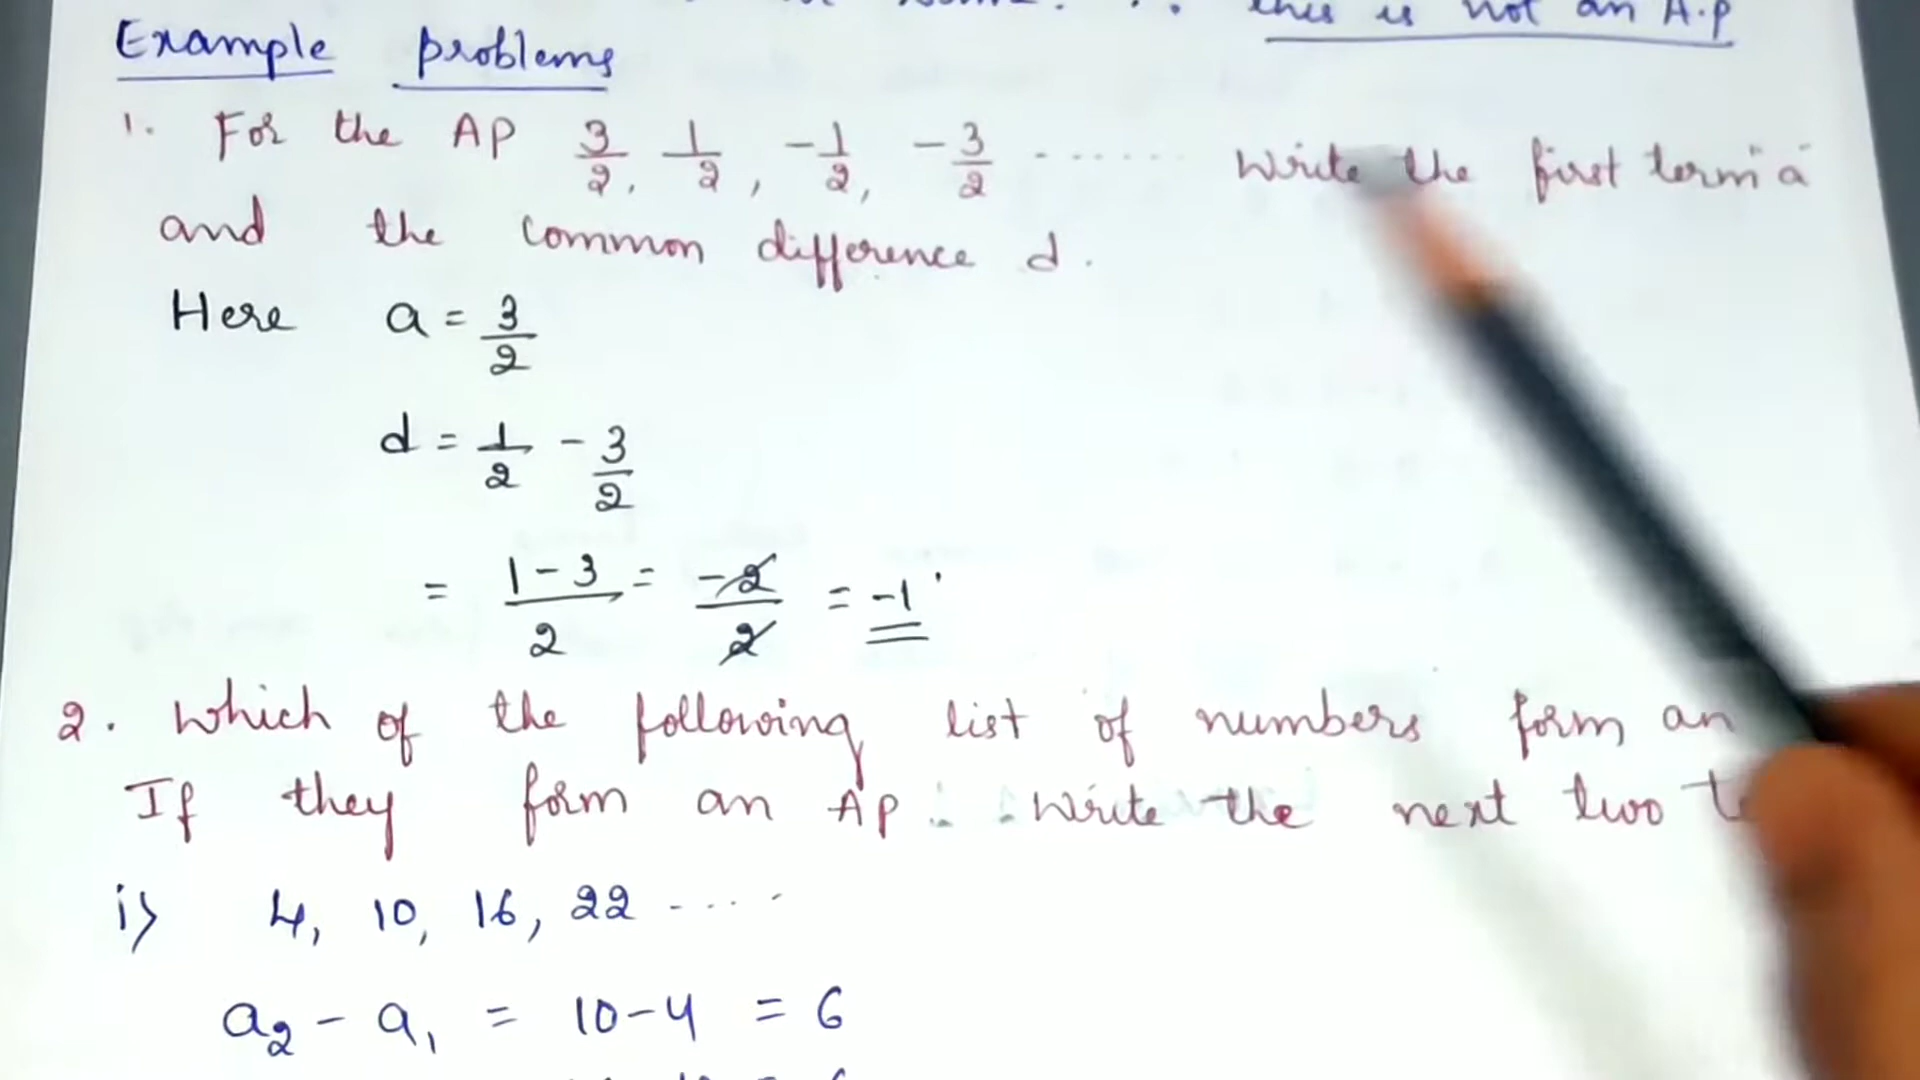 this is not an A.P
Example problems
1. For the AP 3/2, 1/2, -1/2, -3/2 ...... Write the first term "a"
and the common difference d.
Here a = 3/2
d = 1/2 - 3/2
= (1-3)/2 = -2/2 = -1
2. Which of the following list of numbers form an
If they form an AP. Write the next two
i) 4, 10, 16, 22 ....
a₂ - a₁ = 10-4 = 6